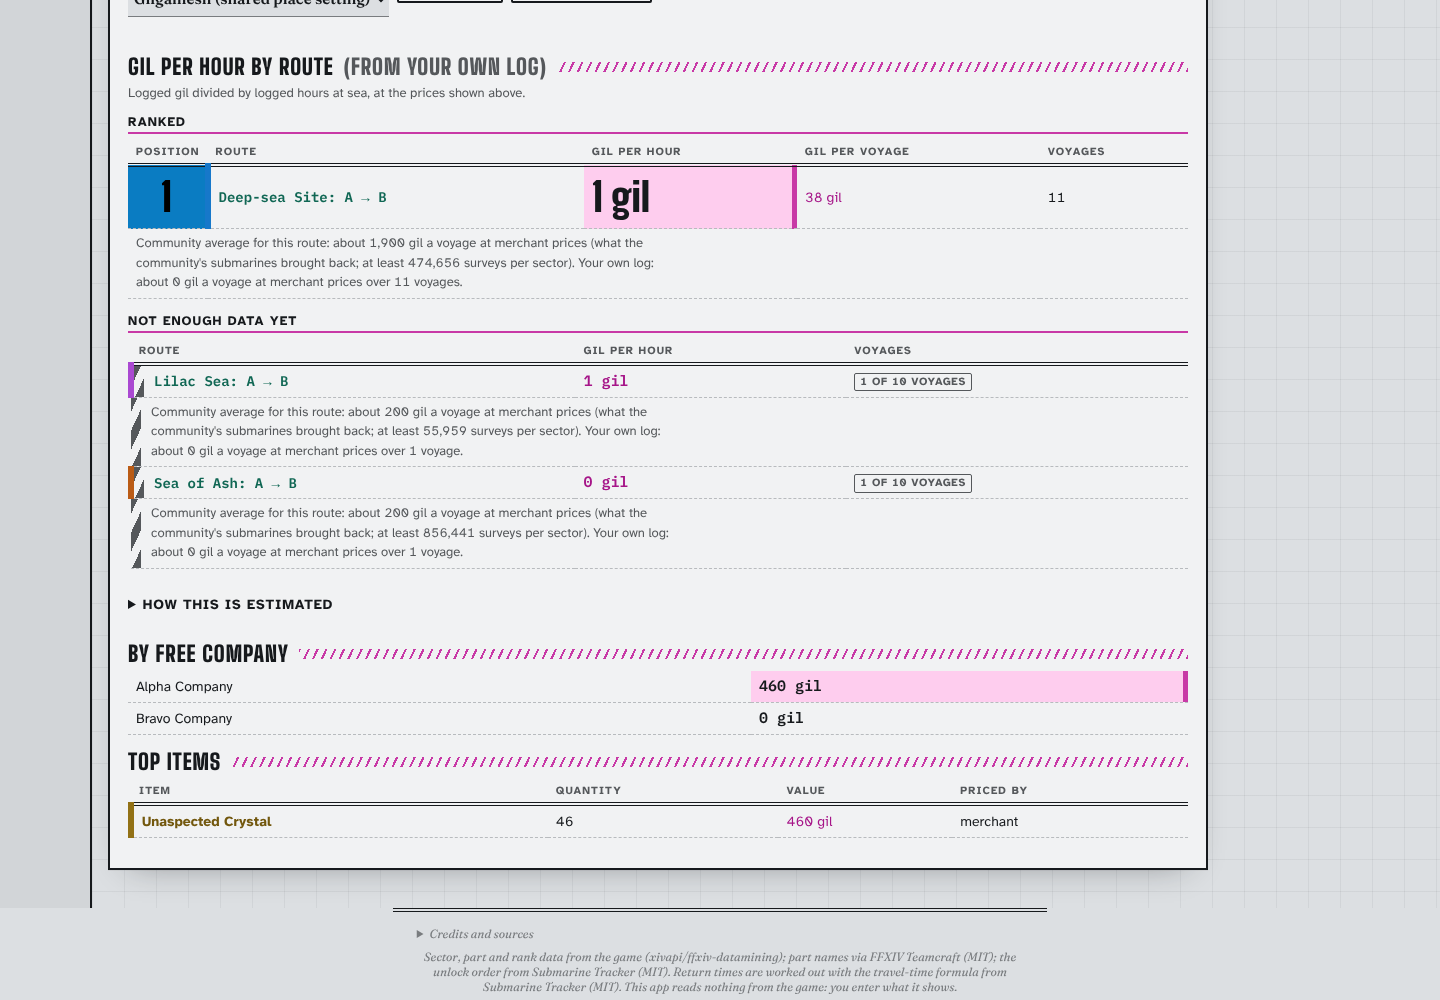 Gilgamesh (shared place setting)
GIL PER HOUR BY ROUTE (FROM YOUR OWN LOG)
Logged gil divided by logged hours at sea, at the prices shown above.
RANKED
POSITION ROUTE GIL PER HOUR GIL PER VOYAGE VOYAGES
1 Deep-sea Site: A → B 1 gil 38 gil 11
Community average for this route: about 1,900 gil a voyage at merchant prices (what the
community's submarines brought back; at least 474,656 surveys per sector). Your own log:
about 0 gil a voyage at merchant prices over 11 voyages.
NOT ENOUGH DATA YET
ROUTE GIL PER HOUR VOYAGES
Lilac Sea: A → B 1 gil 1 OF 10 VOYAGES
Community average for this route: about 200 gil a voyage at merchant prices (what the
community's submarines brought back; at least 55,959 surveys per sector). Your own log:
about 0 gil a voyage at merchant prices over 1 voyage.
Sea of Ash: A → B 0 gil 1 OF 10 VOYAGES
Community average for this route: about 200 gil a voyage at merchant prices (what the
community's submarines brought back; at least 856,441 surveys per sector). Your own log:
about 0 gil a voyage at merchant prices over 1 voyage.
▶ HOW THIS IS ESTIMATED
BY FREE COMPANY
Alpha Company 460 gil
Bravo Company 0 gil
TOP ITEMS
ITEM QUANTITY VALUE PRICED BY
Unaspected Crystal 46 460 gil merchant
▶ Credits and sources
Sector, part and rank data from the game (xivapi/ffxiv-datamining); part names via FFXIV Teamcraft (MIT); the
unlock order from Submarine Tracker (MIT). Return times are worked out with the travel-time formula from
Submarine Tracker (MIT). This app reads nothing from the game: you enter what it shows.